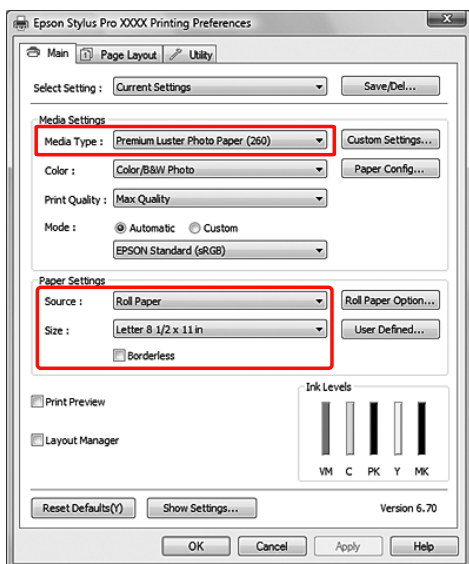 Epson Stylus Pro XXXX Printing Preferences
Main Page Layout Utility
Select Setting : Current Settings Save/Del...
Media Settings
Media Type : Premium Luster Photo Paper (260) Custom Settings...
Color : Color/B&W Photo Paper Config...
Print Quality : Max Quality
Mode : Automatic Custom
EPSON Standard (sRGB)
Paper Settings
Source : Roll Paper Roll Paper Option...
Size : Letter 8 1/2 x 11 in User Defined...
Borderless
Print Preview
Layout Manager
Ink Levels
VM C PK Y MK
Reset Defaults(Y) Show Settings... Version 6.70
OK Cancel Apply Help